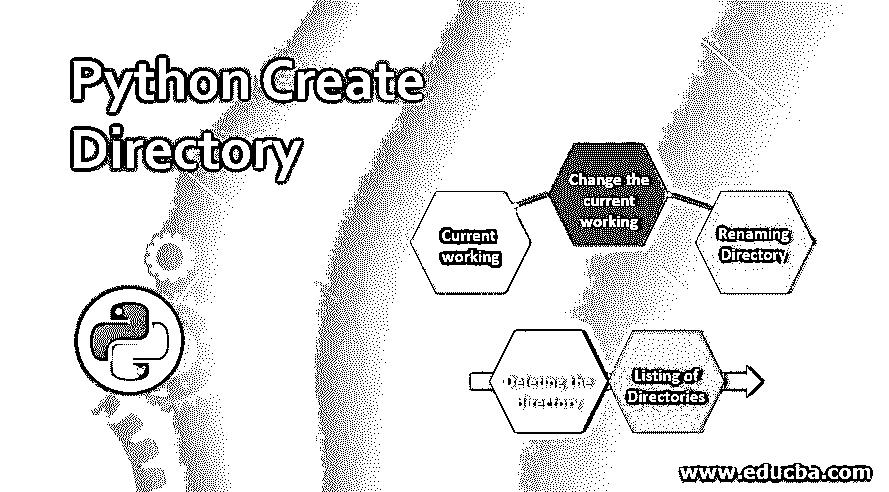 Python Create
Directory
Change the
current
working
Current
working
Renaming
Directory
Deleting the
directory
Listing of
Directories
www.educba.com